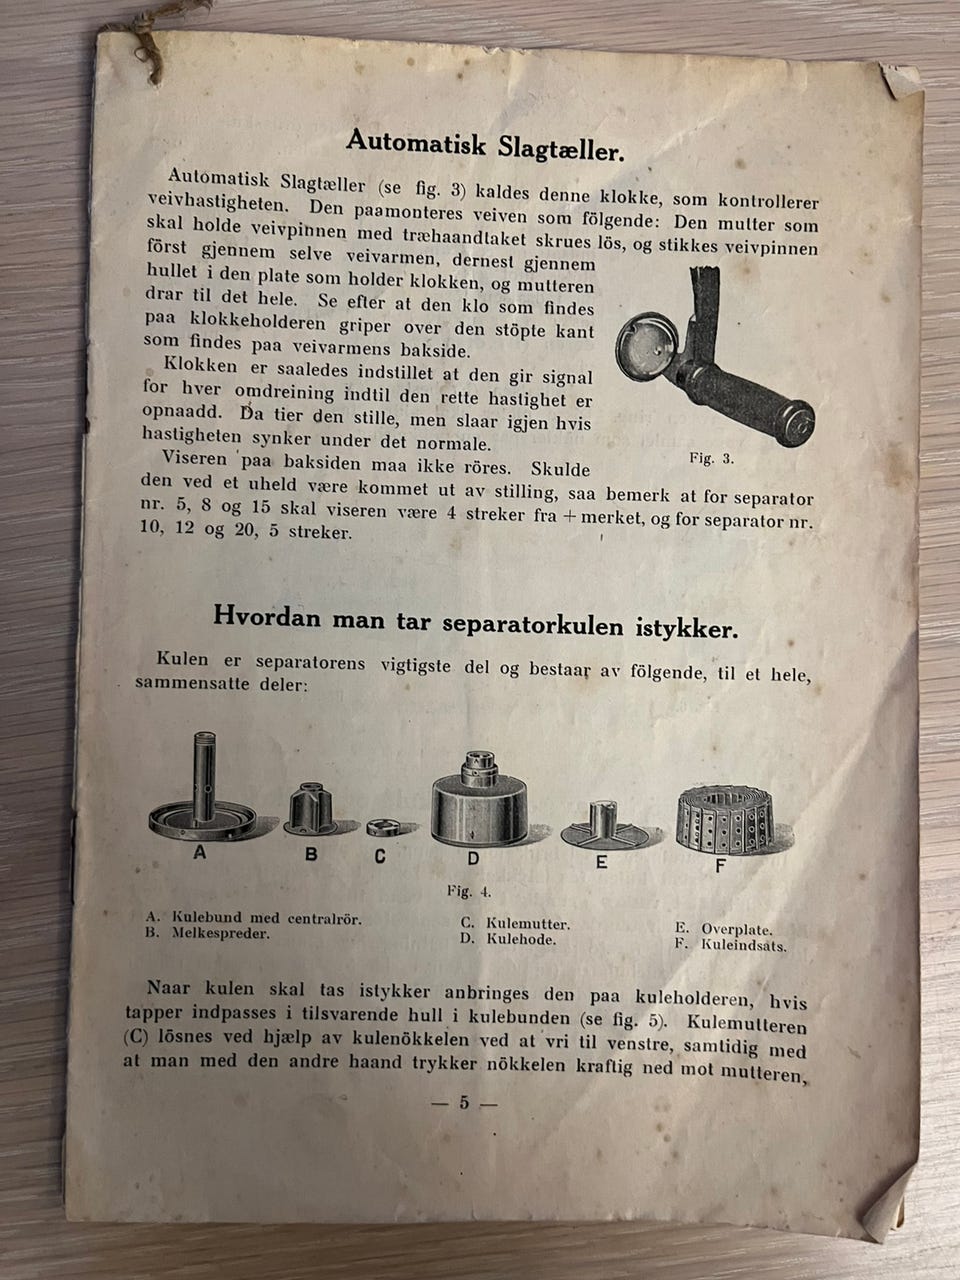 Automatisk Slagtæller.
Automatisk Slagtæller (se fig. 3) kaldes denne klokke, som kontrollerer
veivhastigheten. Den paamonteres veiven som fölgende: Den mutter som
skal holde veivpinnen med træhaandtaket skrues lös, og stikkes veivpinnen
först gjennem selve veivarmen, dernest gjennem
hullet i den plate som holder klokken, og mutteren
drar til det hele. Se efter at den klo som findes
paa klokkeholderen griper over den stöpte kant
som findes paa veivarmens bakside.
Klokken er saaledes indstillet at den gir signal
for hver omdreining indtil den rette hastighet er
opnaadd. Da tier den stille, men slaar igjen hvis
hastigheten synker under det normale.
Viseren paa baksiden maa ikke röres. Skulde
den ved et uheld være kommet ut av stilling, saa bemerk at for separator
nr. 5, 8 og 15 skal viseren være 4 streker fra + merket, og for separator nr.
10, 12 og 20, 5 streker.
Fig. 3.
Hvordan man tar separatorkulen istykker.
Kulen er separatorens vigtigste del og bestaar av fölgende, til et hele,
sammensatte deler:
A B C D E F
Fig. 4.
A. Kulebund med centralrör.
B. Melkespreder.
C. Kulemutter.
D. Kulehode.
E. Overplate.
F. Kuleindsats.
Naar kulen skal tas istykker anbringes den paa kuleholderen, hvis
tapper indpasses i tilsvarende hull i kulebunden (se fig. 5). Kulemutteren
(C) lösnes ved hjælp av kulenökkelen ved at vri til venstre, samtidig med
at man med den andre haand trykker nökkelen kraftig ned mot mutteren,
— 5 —